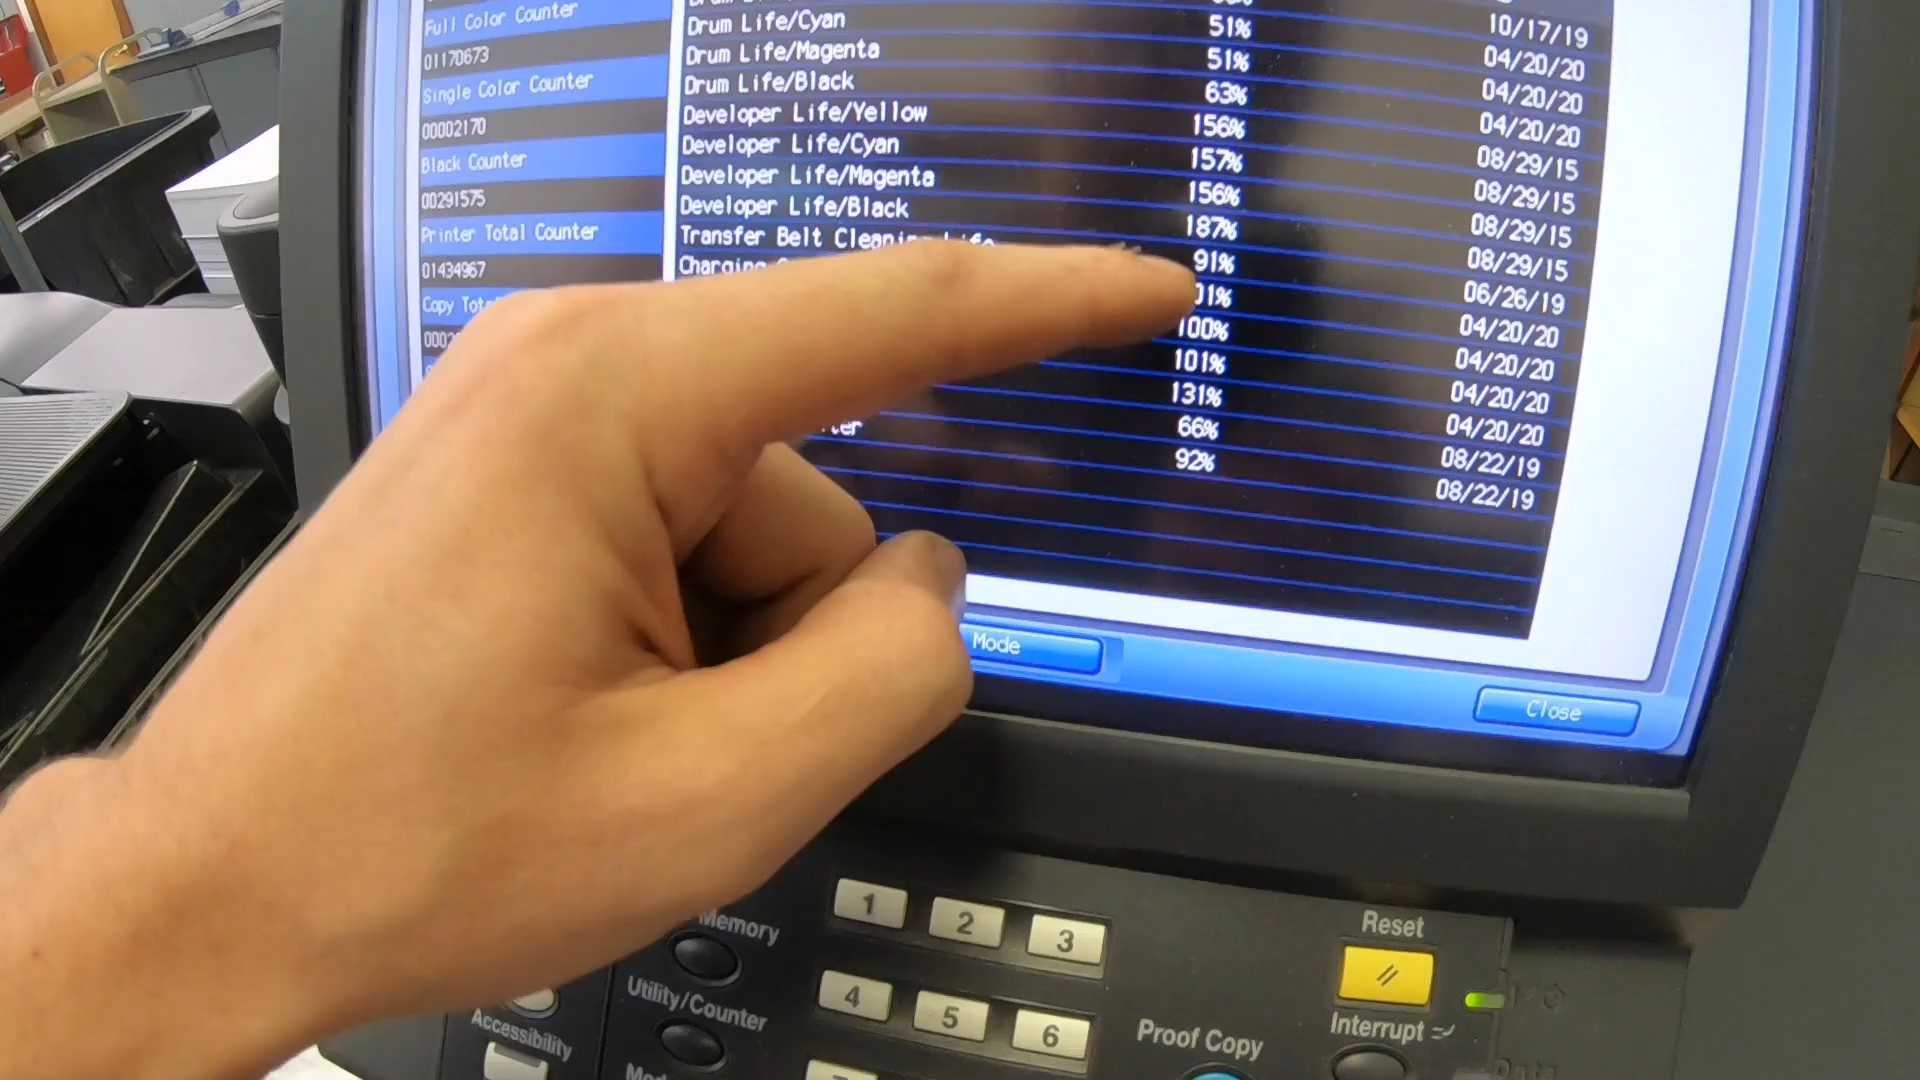 Full Color Counter
01170673
Single Color Counter
00002170
Black Counter
00291575
Printer Total Counter
01434967
Copy
Drum Life/Cyan 51% 10/17/19
Drum Life/Magenta 51% 04/20/20
Drum Life/Black 63% 04/20/20
Developer Life/Yellow 156% 04/20/20
Developer Life/Cyan 157% 08/29/15
Developer Life/Magenta 156% 08/29/15
Developer Life/Black 187% 08/29/15
Transfer Belt Cleaning Life 91% 08/29/15
06/26/19
100% 04/20/20
101% 04/20/20
131% 04/20/20
66% 04/20/20
92% 08/22/19
08/22/19
Mode
Close
Memory
Utility/Counter
Accessibility
1 2 3
4 5 6
Reset
Interrupt
Proof Copy
Data